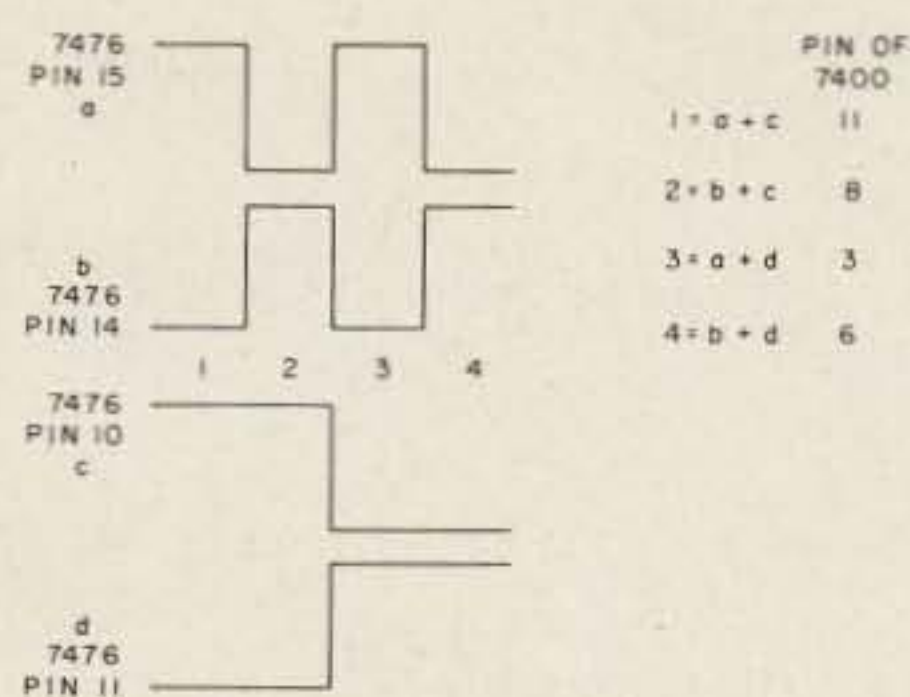 7476
PIN 15
a
b
7476
PIN 14
1 2 3 4
7476
PIN 10
c
d
7476
PIN 11
PIN OF
7400
1 = a + c 11
2 = b + c 8
3 = a + d 3
4 = b + d 6